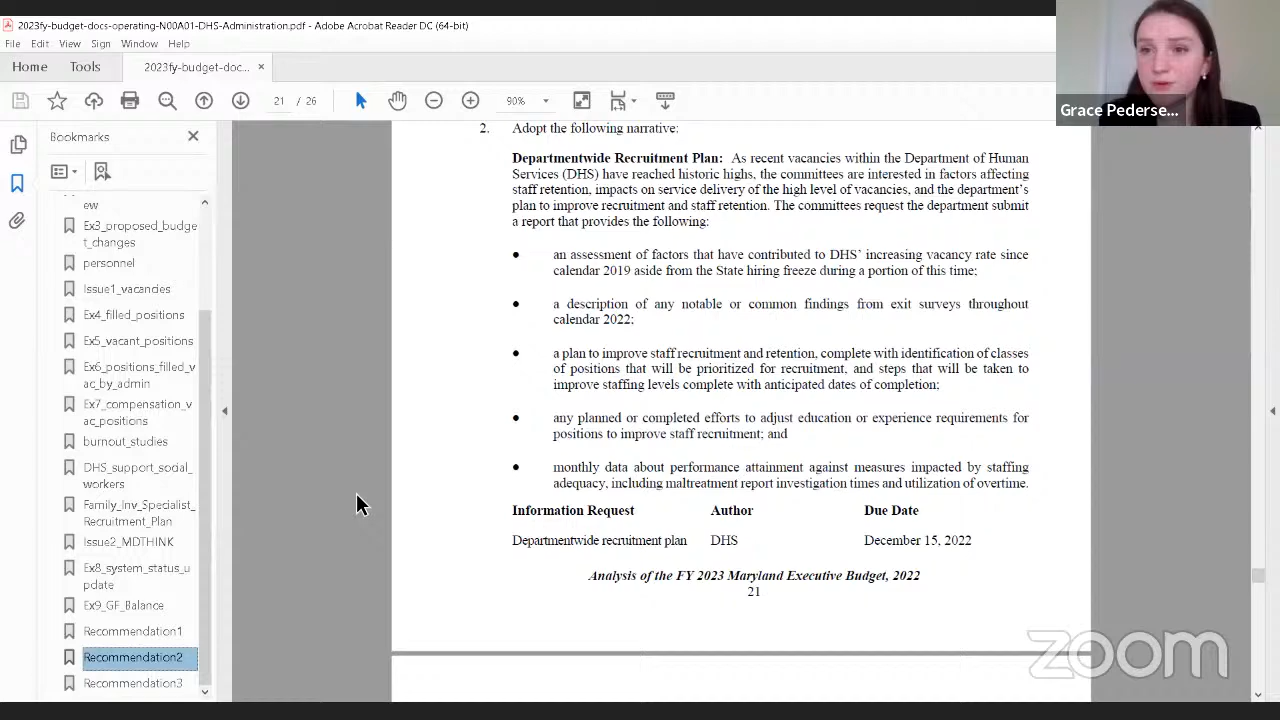 2023fy-budget-docs-operating-N00A01-DHS-Administration.pdf - Adobe Acrobat Reader DC (64-bit)
File Edit View Sign Window Help
Home Tools 2023fy-budget-doc... ×
21 / 26 90%
Grace Pederse...
Bookmarks
ew
Ex3_proposed_budge
t_changes
personnel
Issue1_vacancies
Ex4_filled_positions
Ex5_vacant_positions
Ex6_positions_filled_v
ac_by_admin
Ex7_compensation_v
ac_positions
burnout_studies
DHS_support_social_
workers
Family_Inv_Specialist_
Recruitment_Plan
Issue2_MDTHINK
Ex8_system_status_u
pdate
Ex9_GF_Balance
Recommendation1
Recommendation2
Recommendation3
2. Adopt the following narrative:
Departmentwide Recruitment Plan: As recent vacancies within the Department of Human
Services (DHS) have reached historic highs, the committees are interested in factors affecting
staff retention, impacts on service delivery of the high level of vacancies, and the department's
plan to improve recruitment and staff retention. The committees request the department submit
a report that provides the following:
● an assessment of factors that have contributed to DHS' increasing vacancy rate since
calendar 2019 aside from the State hiring freeze during a portion of this time;
● a description of any notable or common findings from exit surveys throughout
calendar 2022;
● a plan to improve staff recruitment and retention, complete with identification of classes
of positions that will be prioritized for recruitment, and steps that will be taken to
improve staffing levels complete with anticipated dates of completion;
● any planned or completed efforts to adjust education or experience requirements for
positions to improve staff recruitment; and
● monthly data about performance attainment against measures impacted by staffing
adequacy, including maltreatment report investigation times and utilization of overtime.
Information Request Author Due Date
Departmentwide recruitment plan DHS December 15, 2022
Analysis of the FY 2023 Maryland Executive Budget, 2022
21
zoom